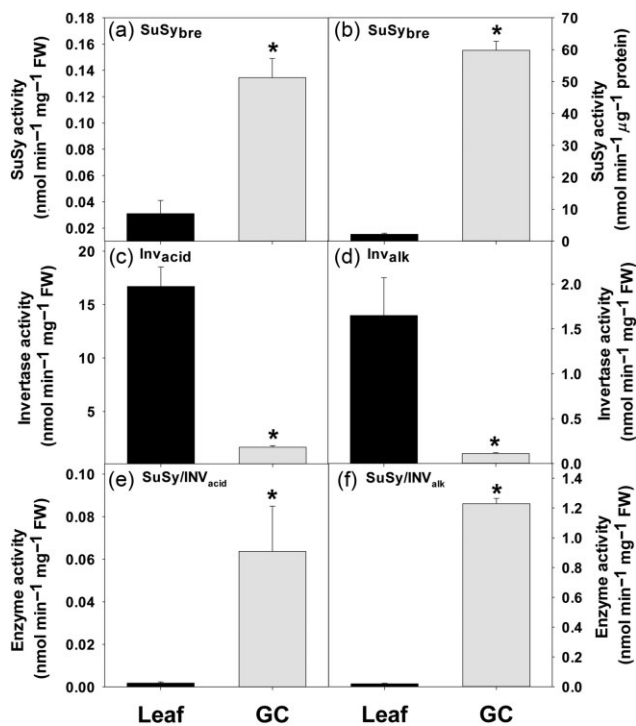 (a) SuSybre
(b) SuSybre
SuSy activity
(nmol min−1 mg−1 FW)
0.18
0.16
0.14
0.12
0.10
0.08
0.06
0.04
0.02
*
*
70
60
50
40
30
20
10
0
SuSy activity
(nmol min−1 μg−1 protein)
(c) Invacid
(d) Invalk
Invertase activity
(nmol min−1 mg−1 FW)
20
15
10
5
*
*
2.0
1.5
1.0
0.5
0.0
Invertase activity
(nmol min−1 mg−1 FW)
(e) SuSy/INVacid
(f) SuSy/INValk
Enzyme activity
(nmol min−1 mg−1 FW)
0.10
0.08
0.06
0.04
0.02
0.00
*
*
1.4
1.2
1.0
0.8
0.6
0.4
0.2
0.0
Enzyme activity
(nmol min−1 mg−1 FW)
Leaf GC Leaf GC